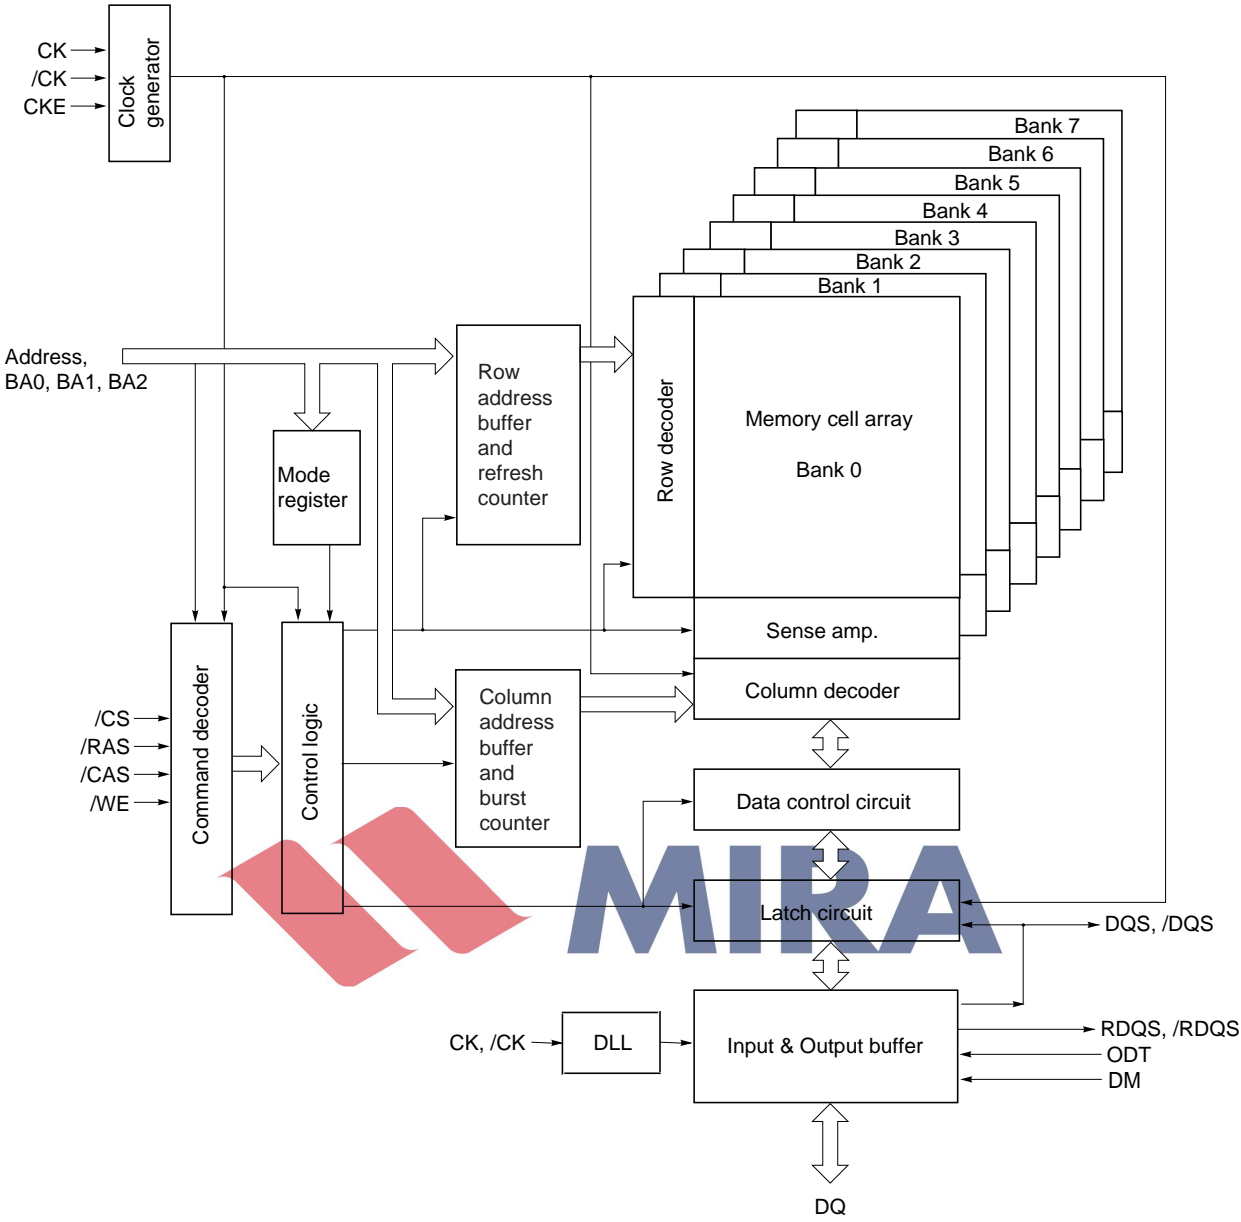 CK
/CK
CKE
Clock
generator
Bank 7
Bank 6
Bank 5
Bank 4
Bank 3
Bank 2
Bank 1
Address,
BA0, BA1, BA2
Row
address
buffer
and
refresh
counter
Row decoder
Memory cell array
Bank 0
Mode
register
Sense amp.
Column decoder
/CS
/RAS
/CAS
/WE
Command decoder
Control logic
Column
address
buffer
and
burst
counter
Data control circuit
MIRA
Latch circuit
DQS, /DQS
CK, /CK
DLL
Input & Output buffer
RDQS, /RDQS
ODT
DM
DQ